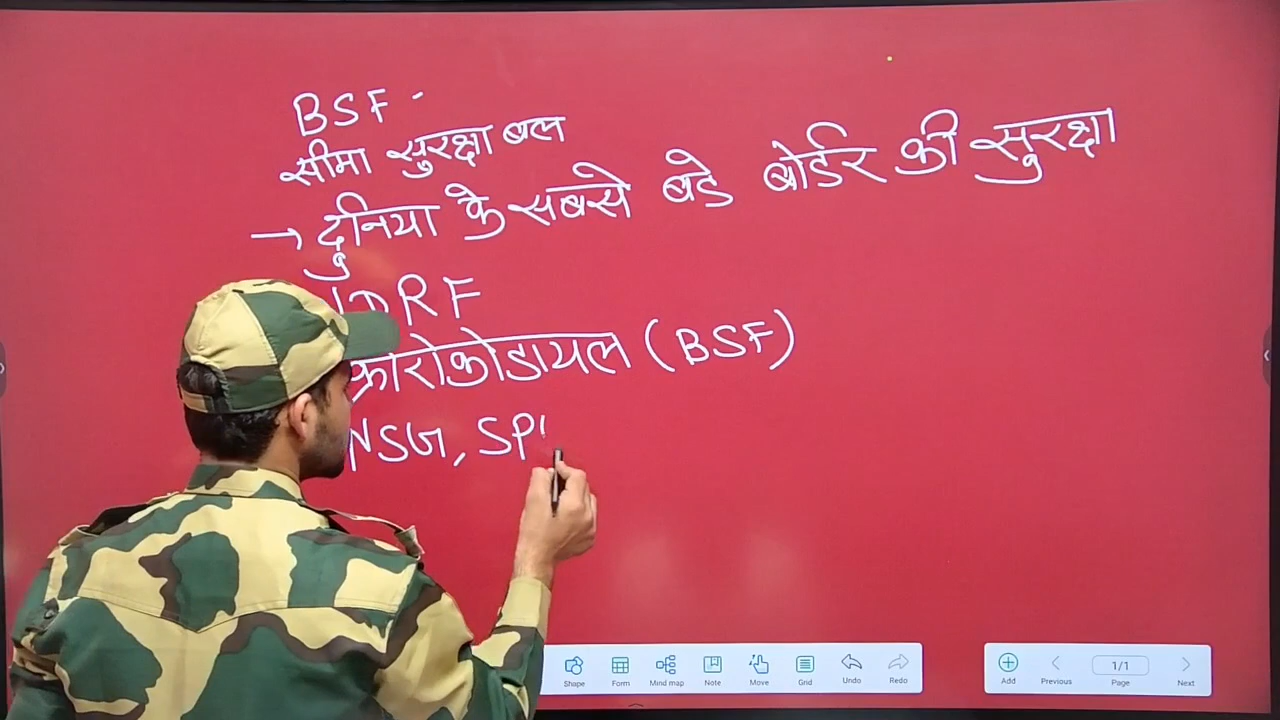 BSF -
सीमा सुरक्षा बल
→ दुनिया के सबसे बडे बोर्डर की सुरक्षा
DRF
कारोकोडायल (BSF)
NSG, SP
Shape Form Mind map Note Move Grid Undo Redo Add Previous 1/1 Page Next